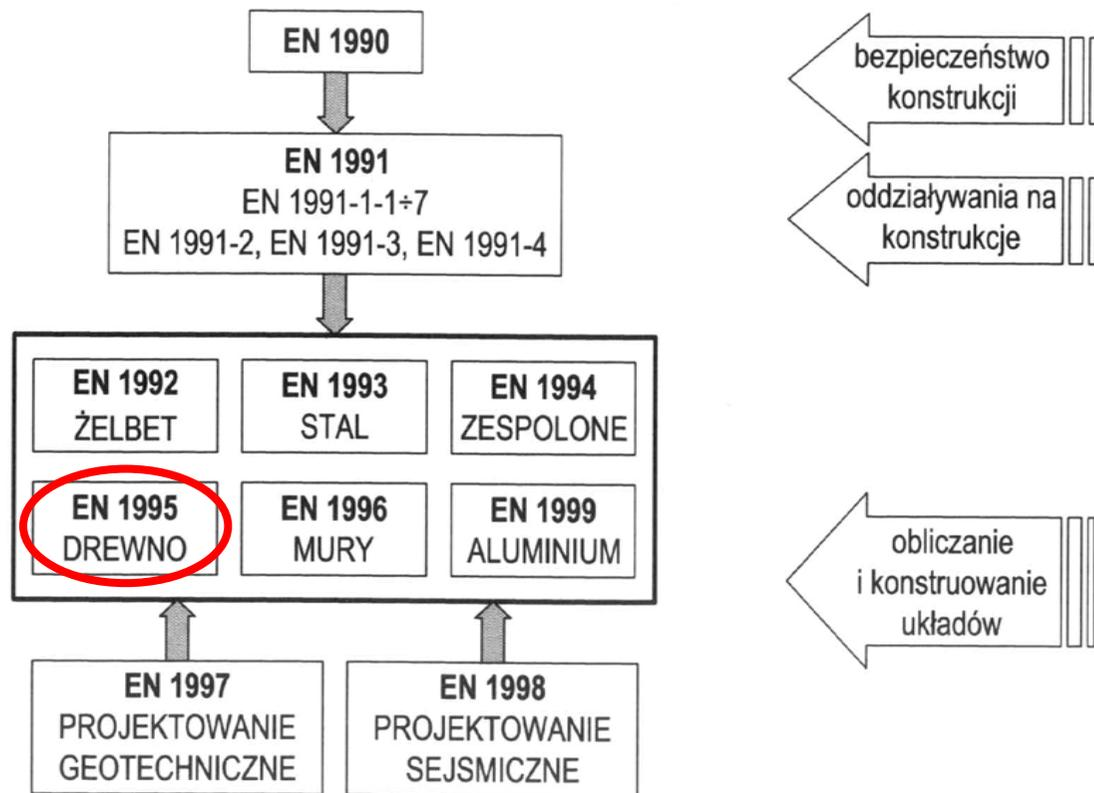 EN 1990
bezpieczeństwo
konstrukcji
EN 1991
EN 1991-1-1÷7
EN 1991-2, EN 1991-3, EN 1991-4
oddziaływania na
konstrukcje
EN 1992
ŻELBET
EN 1993
STAL
EN 1994
ZESPOLONE
EN 1995
DREWNO
EN 1996
MURY
EN 1999
ALUMINIUM
obliczanie
i konstruowanie
układów
EN 1997
PROJEKTOWANIE
GEOTECHNICZNE
EN 1998
PROJEKTOWANIE
SEJSMICZNE